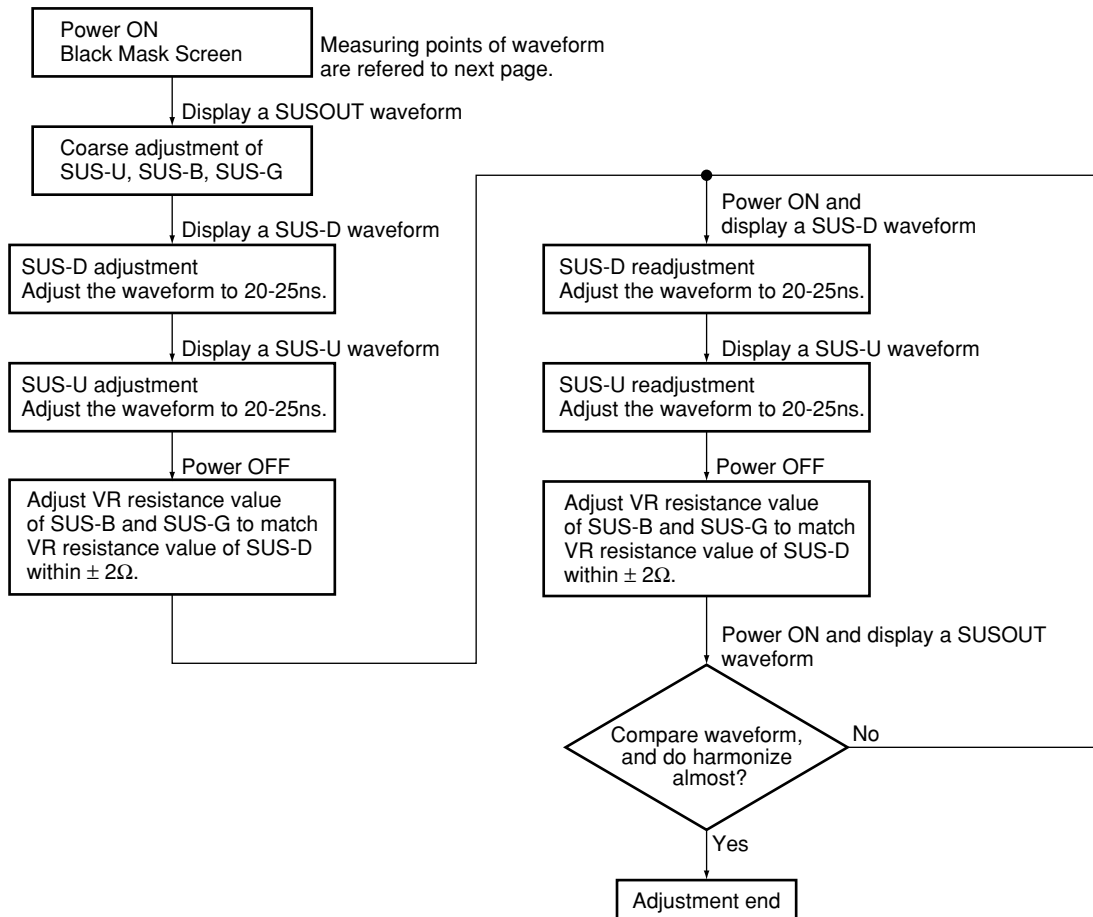 Power ON
Black Mask Screen
Measuring points of waveform
are refered to next page.
Display a SUSOUT waveform
Coarse adjustment of
SUS-U, SUS-B, SUS-G
Display a SUS-D waveform
SUS-D adjustment
Adjust the waveform to 20-25ns.
Display a SUS-U waveform
SUS-U adjustment
Adjust the waveform to 20-25ns.
Power OFF
Adjust VR resistance value
of SUS-B and SUS-G to match
VR resistance value of SUS-D
within ± 2Ω.
Power ON and
display a SUS-D waveform
SUS-D readjustment
Adjust the waveform to 20-25ns.
Display a SUS-U waveform
SUS-U readjustment
Adjust the waveform to 20-25ns.
Power OFF
Adjust VR resistance value
of SUS-B and SUS-G to match
VR resistance value of SUS-D
within ± 2Ω.
Power ON and display a SUSOUT
waveform
Compare waveform,
and do harmonize
almost?
No
Yes
Adjustment end